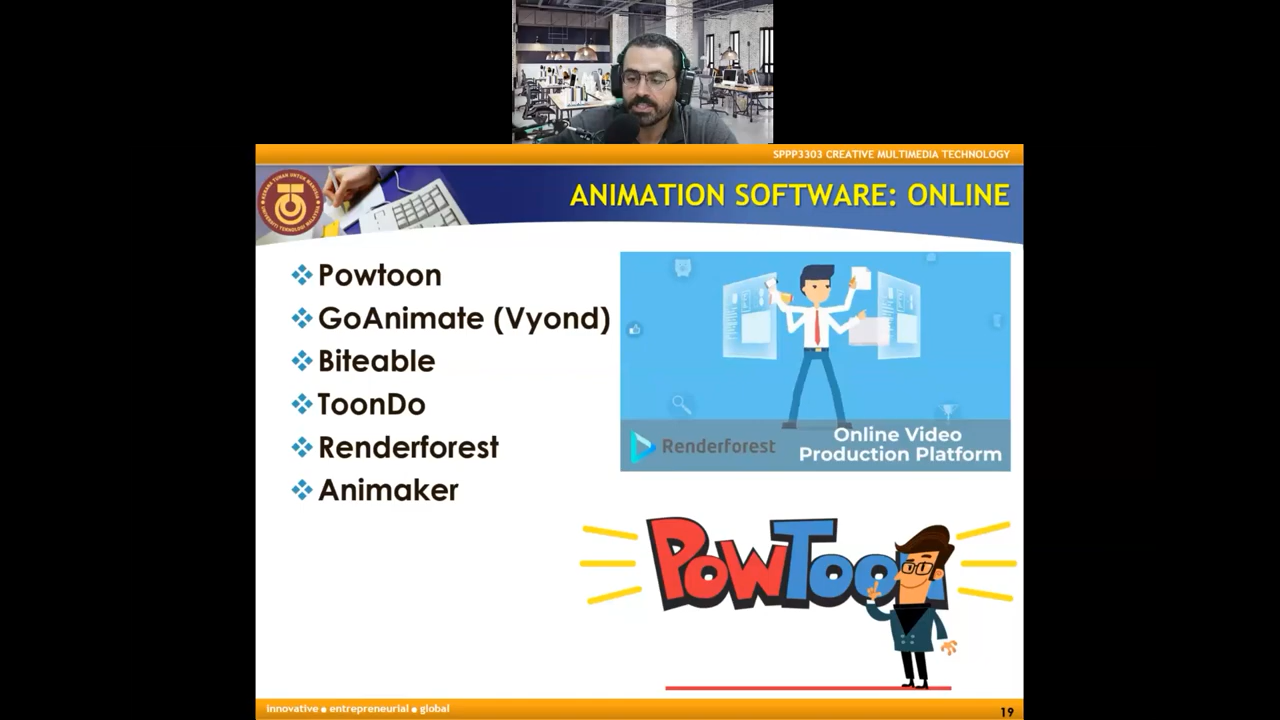 SPPP3303 CREATIVE MULTIMEDIA TECHNOLOGY
ANIMATION SOFTWARE: ONLINE
Powtoon
GoAnimate (Vyond)
Biteable
ToonDo
Renderforest
Animaker
Renderforest
Online Video
Production Platform
POWTOON
innovative ● entrepreneurial ● global
19